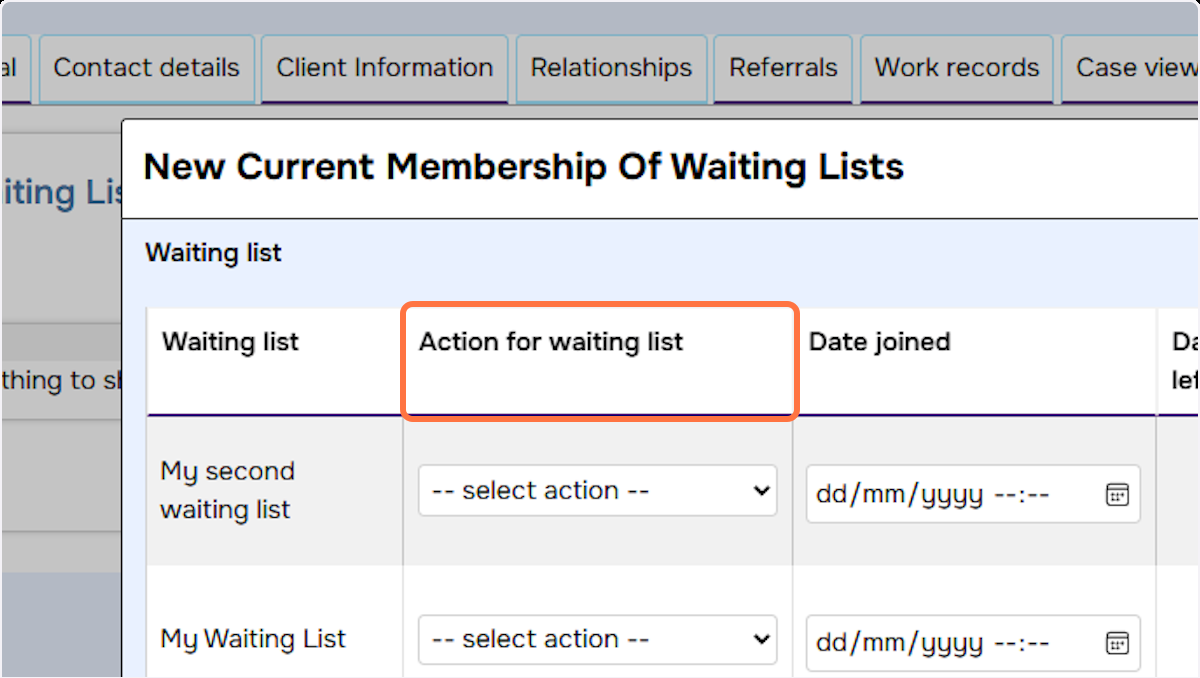 al Contact details Client Information Relationships Referrals Work records Case view
New Current Membership Of Waiting Lists
iting Lis
Waiting list
Waiting list Action for waiting list Date joined Da
lef
thing to sh
My second
waiting list -- select action -- dd/mm/yyyy --:--
My Waiting List -- select action -- dd/mm/yyyy --:--